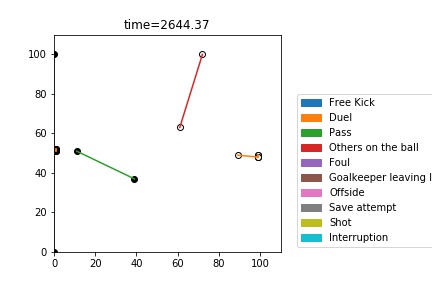 time=2644.37
100
80
60
40
20
0
0
20
40
60
80
100
Free Kick
Duel
Pass
Others on the ball
Foul
Goalkeeper leaving l
Offside
Save attempt
Shot
Interruption